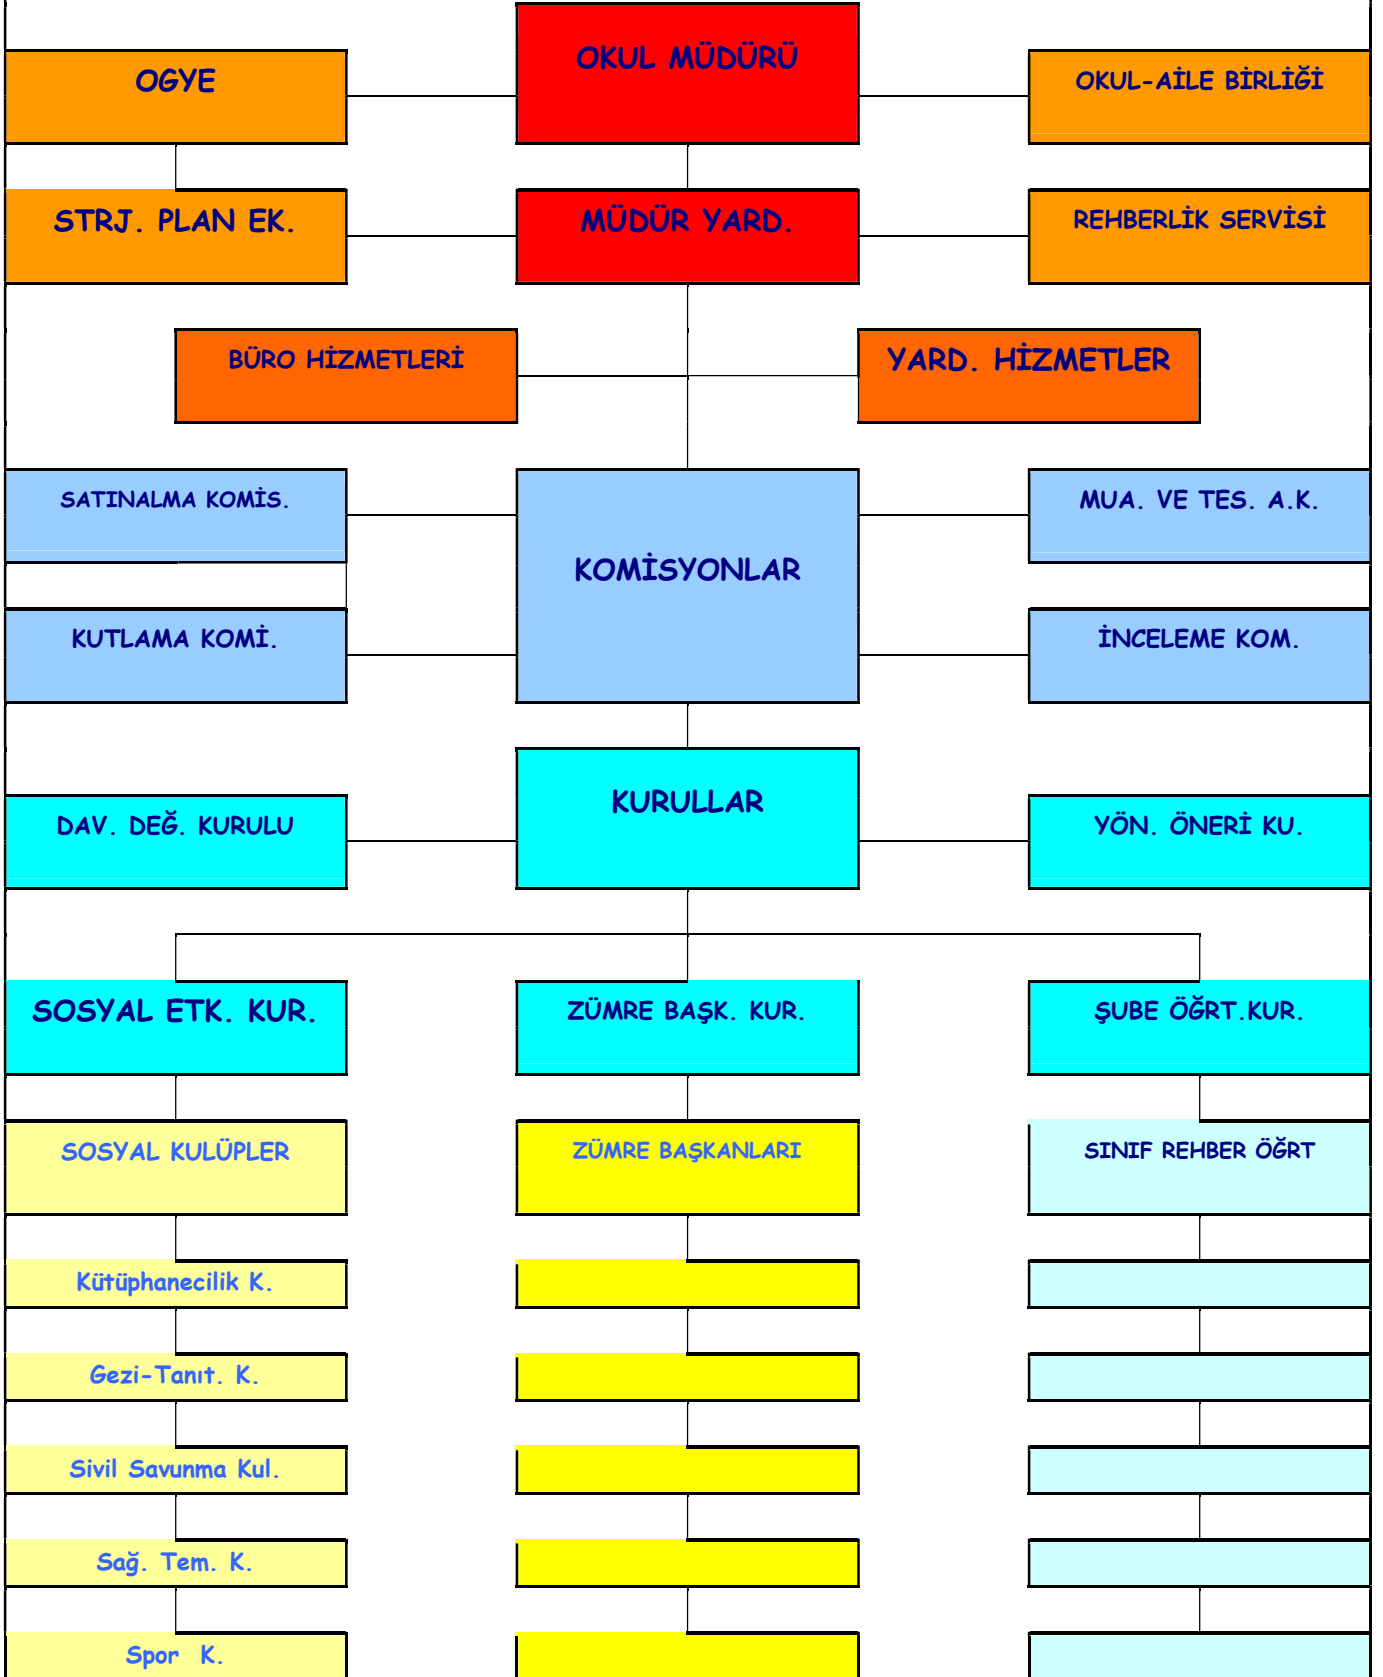 OKUL MÜDÜRÜ
OGYE
OKUL-AİLE BİRLİĞİ
STRJ. PLAN EK.
MÜDÜR YARD.
REHBERLİK SERVİSİ
BÜRO HİZMETLERİ
YARD. HİZMETLER
SATINALMA KOMİS.
MUA. VE TES. A.K.
KOMİSYONLAR
KUTLAMA KOMİ.
İNCELEME KOM.
KURULLAR
DAV. DEĞ. KURULU
YÖN. ÖNERİ KU.
SOSYAL ETK. KUR.
ZÜMRE BAŞK. KUR.
ŞUBE ÖĞRT.KUR.
SOSYAL KULÜPLER
ZÜMRE BAŞKANLARI
SINIF REHBER ÖĞRT
Kütüphanecilik K.
Gezi-Tanıt. K.
Sivil Savunma Kul.
Sağ. Tem. K.
Spor K.